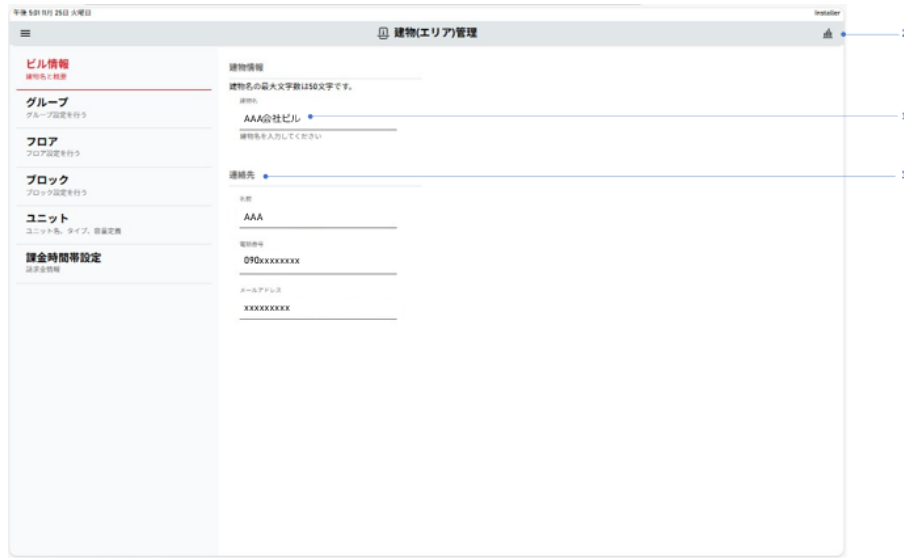 午後 5:01 11月 25日 火曜日
Installer
建物(エリア)管理
2
ビル情報
建物名と概要
グループ
グループ設定を行う
フロア
フロア設定を行う
ブロック
ブロック設定を行う
ユニット
ユニット名、タイプ、容量定義
課金時間帯設定
請求金情報
建物情報
建物名の最大文字数は50文字です。
建物名
AAA会社ビル
1
建物名を入力してください
連絡先
3
名前
AAA
電話番号
090xxxxxxxx
メールアドレス
xxxxxxxxx